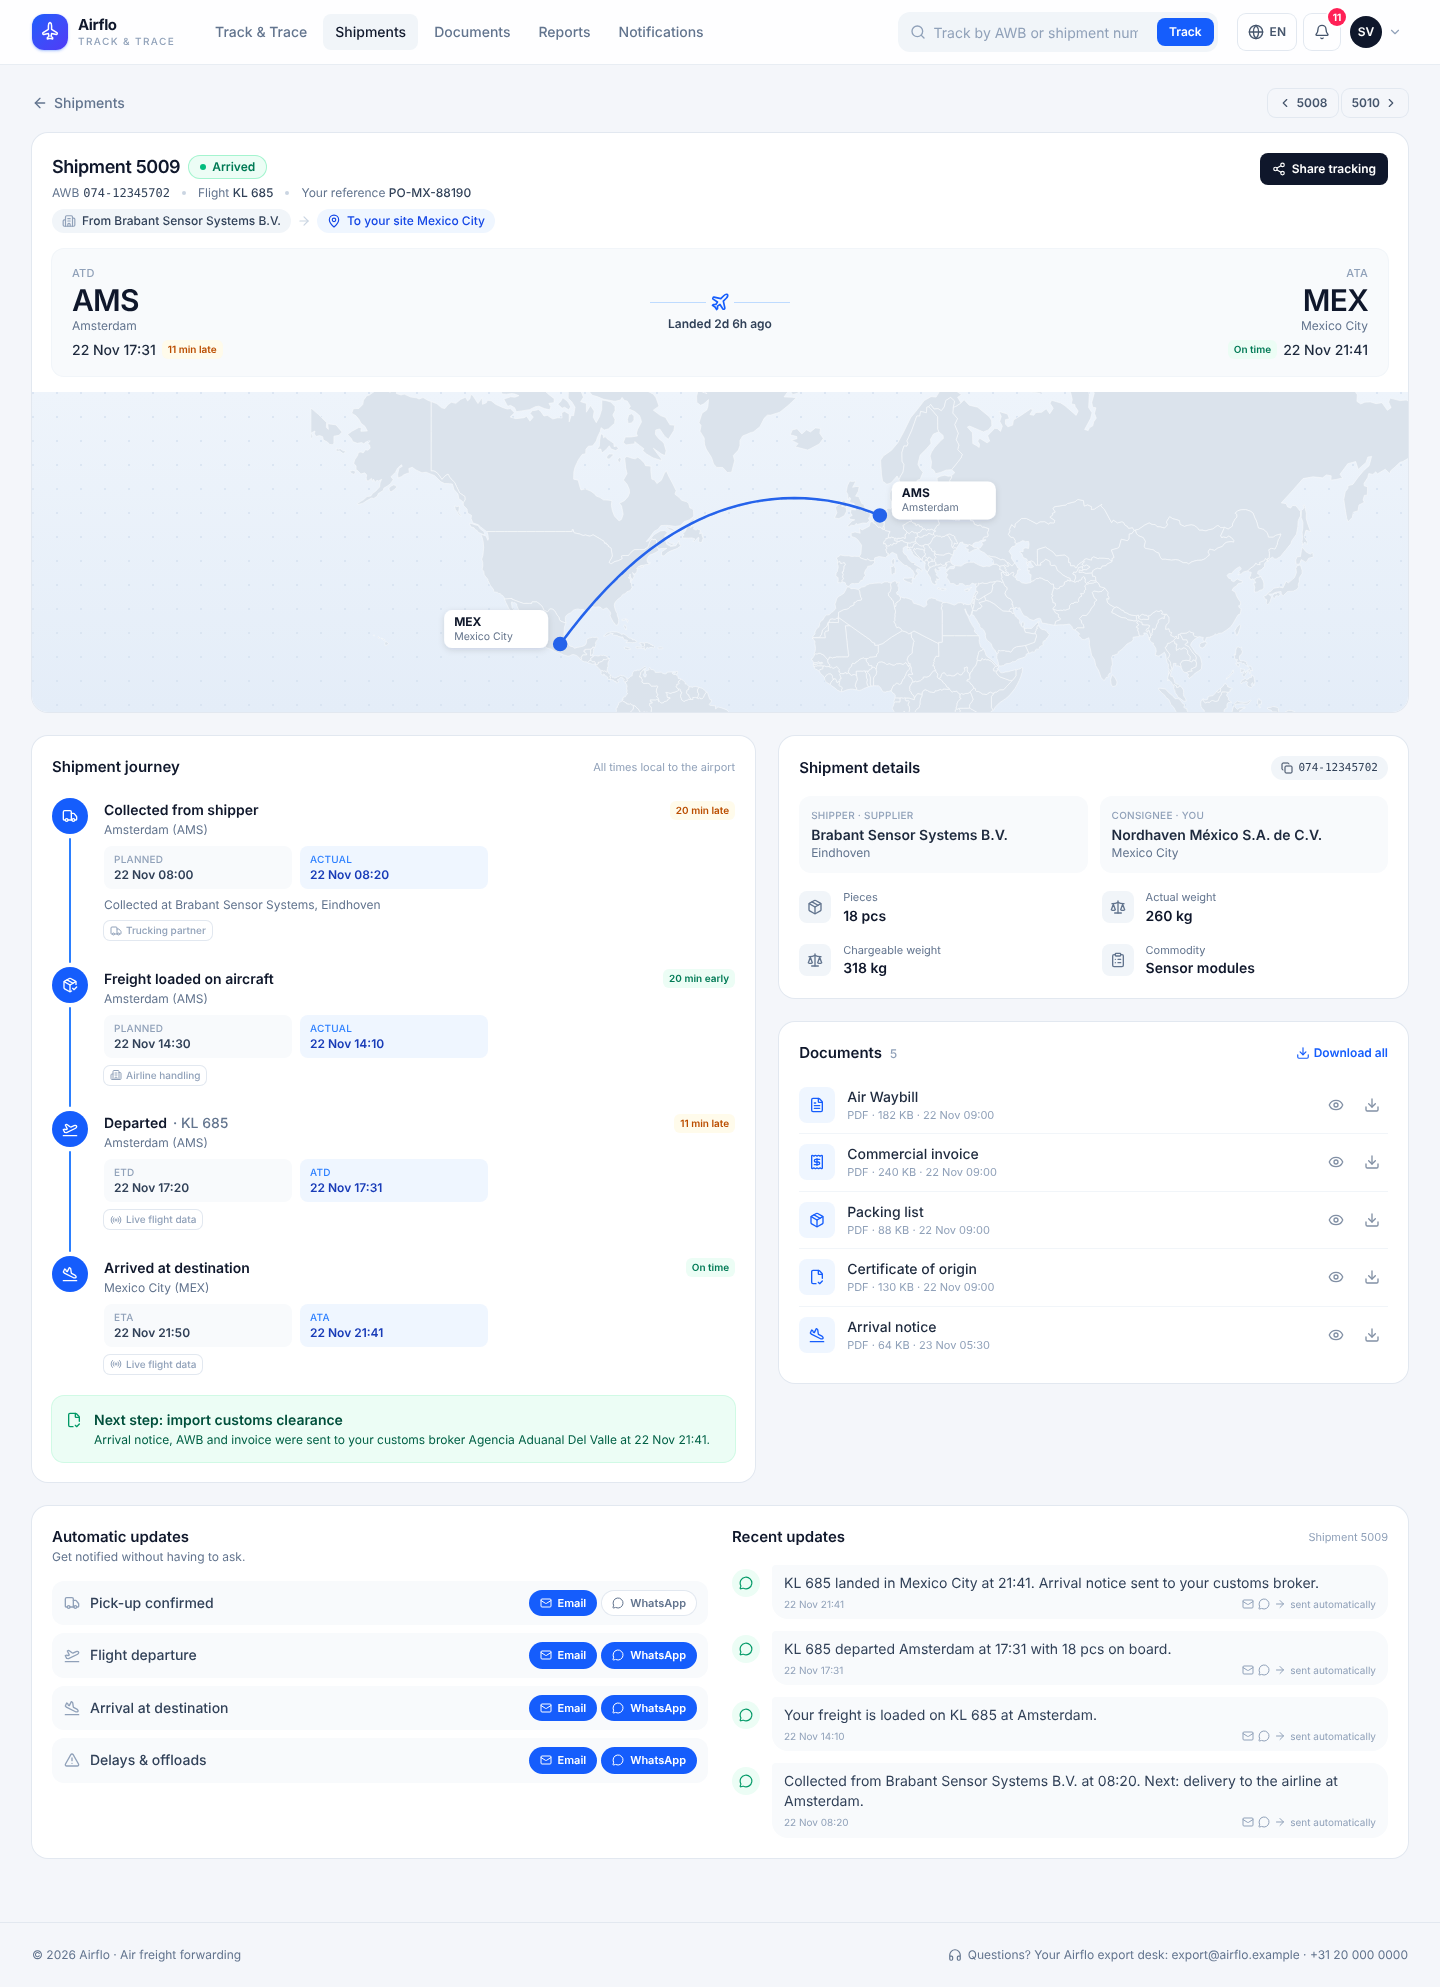 Airflo
TRACK & TRACE
Track & Trace
Shipments
Documents
Reports
Notifications
Track by AWB or shipment num
Track
EN
11
SV
Shipments
5008
5010
Shipment 5009
Arrived
Share tracking
AWB 074-12345702 • Flight KL 685 • Your reference PO-MX-88190
From Brabant Sensor Systems B.V.
To your site Mexico City
ATD
AMS
Amsterdam
22 Nov 17:31
11 min late
Landed 2d 6h ago
ATA
MEX
Mexico City
On time
22 Nov 21:41
AMS
Amsterdam
MEX
Mexico City
Shipment journey
All times local to the airport
Collected from shipper
20 min late
Amsterdam (AMS)
PLANNED
22 Nov 08:00
ACTUAL
22 Nov 08:20
Collected at Brabant Sensor Systems, Eindhoven
Trucking partner
Freight loaded on aircraft
20 min early
Amsterdam (AMS)
PLANNED
22 Nov 14:30
ACTUAL
22 Nov 14:10
Airline handling
Departed · KL 685
11 min late
Amsterdam (AMS)
ETD
22 Nov 17:20
ATD
22 Nov 17:31
Live flight data
Arrived at destination
On time
Mexico City (MEX)
ETA
22 Nov 21:50
ATA
22 Nov 21:41
Live flight data
Next step: import customs clearance
Arrival notice, AWB and invoice were sent to your customs broker Agencia Aduanal Del Valle at 22 Nov 21:41.
Shipment details
074-12345702
SHIPPER · SUPPLIER
Brabant Sensor Systems B.V.
Eindhoven
CONSIGNEE · YOU
Nordhaven México S.A. de C.V.
Mexico City
Pieces
18 pcs
Actual weight
260 kg
Chargeable weight
318 kg
Commodity
Sensor modules
Documents 5
Download all
Air Waybill
PDF · 182 KB · 22 Nov 09:00
Commercial invoice
PDF · 240 KB · 22 Nov 09:00
Packing list
PDF · 88 KB · 22 Nov 09:00
Certificate of origin
PDF · 130 KB · 22 Nov 09:00
Arrival notice
PDF · 64 KB · 23 Nov 05:30
Automatic updates
Get notified without having to ask.
Pick-up confirmed
Email
WhatsApp
Flight departure
Email
WhatsApp
Arrival at destination
Email
WhatsApp
Delays & offloads
Email
WhatsApp
Recent updates
Shipment 5009
KL 685 landed in Mexico City at 21:41. Arrival notice sent to your customs broker.
22 Nov 21:41
sent automatically
KL 685 departed Amsterdam at 17:31 with 18 pcs on board.
22 Nov 17:31
sent automatically
Your freight is loaded on KL 685 at Amsterdam.
22 Nov 14:10
sent automatically
Collected from Brabant Sensor Systems B.V. at 08:20. Next: delivery to the airline at
Amsterdam.
22 Nov 08:20
sent automatically
© 2026 Airflo · Air freight forwarding
Questions? Your Airflo export desk: export@airflo.example · +31 20 000 0000